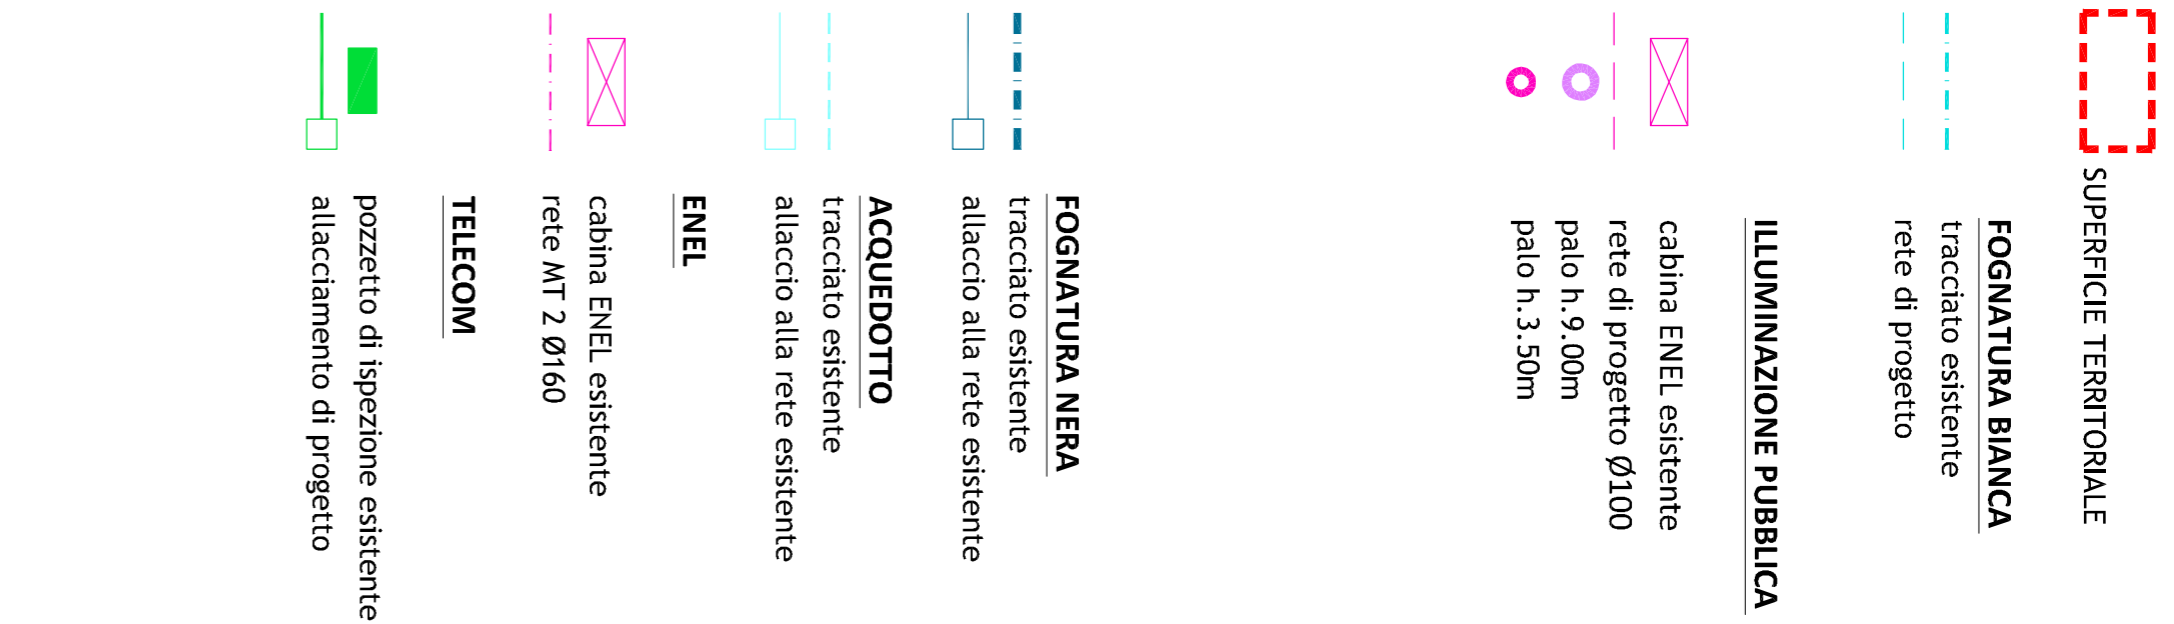 SUPERFICIE TERRITORIALE
FOGNATURA BIANCA
tracciato esistente
rete di progetto
ILLUMINAZIONE PUBBLICA
cabina ENEL esistente
rete di progetto Ø100
palo h.9.00m
palo h.3.50m
FOGNATURA NERA
tracciato esistente
allaccio alla rete esistente
ACQUEDOTTO
tracciato esistente
allaccio alla rete esistente
ENEL
cabina ENEL esistente
rete MT 2 Ø160
TELECOM
pozzetto di ispezione esistente
allacciamento di progetto